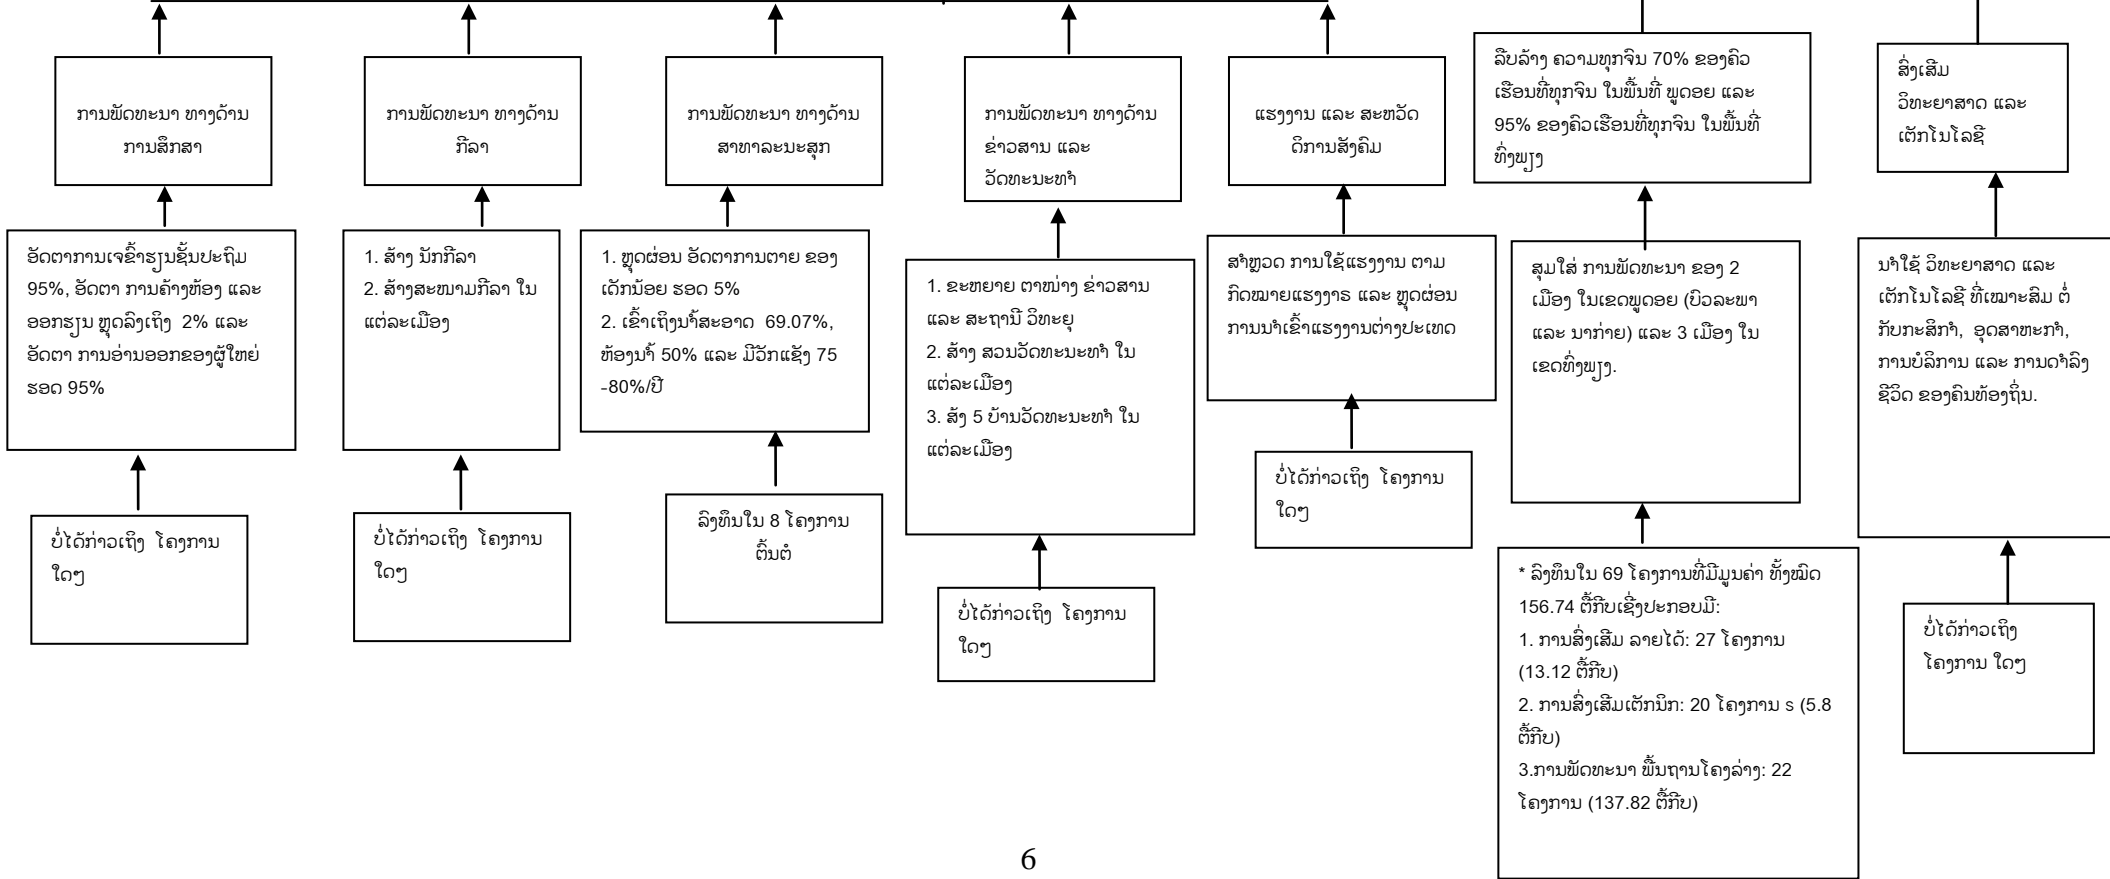 ການພັດທະນາ ທາງດ້ານ
ການສຶກສາ
ການພັດທະນາ ທາງດ້ານ
ກີລາ
ການພັດທະນາ ທາງດ້ານ
ສາທາລະນະສຸກ
ການພັດທະນາ ທາງດ້ານ
ຂ່າວສານ ແລະ
ວັດທະນະທຳ
ແຮງງານ ແລະ ສະຫວັດ
ດິການສັງຄົມ
ລືບລ້າງ ຄວາມທຸກຈົນ 70% ຂອງຄົວ
ເຮືອນທີ່ທຸກຈົນ ໃນພື້ນທີ່ ພູດອຍ ແລະ
95% ຂອງຄົວເຮືອນທີ່ທຸກຈົນ ໃນພື້ນທີ່
ທົ່ງພຽງ
ສົ່ງເສີມ
ວິທະຍາສາດ ແລະ
ເຕັກໂນໂລຊີ
ອັດຕາການເຈຂົ້າຮຽນຊັ້ນປະຖົມ
95%, ອັດຕາ ການຄ້າງຫ້ອງ ແລະ
ອອກຮຽນ ຫຼຸດລົງເຖິງ 2% ແລະ
ອັດຕາ ການອ່ານອອກຂອງຜູ້ໃຫຍ່
ຮອດ 95%
1. ສ້າງ ນັກກີລາ
2. ສ້າງສະໜາມກີລາ ໃນ
ແຕ່ລະເມືອງ
1. ຫຼຸດຜ່ອນ ອັດຕາການຕາຍ ຂອງ
ເດັກນ້ອຍ ຮອດ 5%
2. ເຂົ້າເຖິງນ້ຳສະອາດ 69.07%,
ຫ້ອງນ້ຳ 50% ແລະ ມີວັກແຊັງ 75
-80%/ປີ
1. ຂະຫຍາຍ ຕາໜ່າງ ຂ່າວສານ
ແລະ ສະຖານີ ວິທະຍຸ
2. ສ້າງ ສວນວັດທະນະທຳ ໃນ
ແຕ່ລະເມືອງ
3. ສ້ງ 5 ບ້ານວັດທະນະທຳ ໃນ
ແຕ່ລະເມືອງ
ສຳຫຼວດ ການໃຊ້ແຮງງານ ຕາມ
ກົດໝາຍແຮງງາຣ ແລະ ຫຼຸດຜ່ອນ
ການນຳເຂົ້າແຮງງານຕ່າງປະເທດ
ສຸມໃສ່ ການພັດທະນາ ຂອງ 2
ເມືອງ ໃນເຂດພູດອຍ (ບົວລະພາ
ແລະ ນາກ່າຍ) ແລະ 3 ເມືອງ ໃນ
ເຂດທົ່ງພຽງ.
ນຳໃຊ້ ວິທະຍາສາດ ແລະ
ເຕັກໂນໂລຊີ ທີ່ເໝາະສົມ ຕໍ່
ກັບກະສິກຳ, ອຸດສາຫະກຳ,
ການບໍລິການ ແລະ ການດຳລົງ
ຊີວິດ ຂອງຄົນທ້ອງຖິ່ນ.
ບໍ່ໄດ້ກ່າວເຖິງ ໂຄງການ
ໃດໆ
ບໍ່ໄດ້ກ່າວເຖິງ ໂຄງການ
ໃດໆ
ລົງທຶນໃນ 8 ໂຄງການ
ຕົ້ນຕໍ
ບໍ່ໄດ້ກ່າວເຖິງ ໂຄງການ
ໃດໆ
ບໍ່ໄດ້ກ່າວເຖິງ ໂຄງການ
ໃດໆ
* ລົງທຶນໃນ 69 ໂຄງການທີ່ມີມູນຄ່າ ທັງໝົດ
156.74 ຕື້ກີບເຊິ່ງປະກອບມີ:
1. ການສົ່ງເສີມ ລາຍໄດ້: 27 ໂຄງການ
(13.12 ຕື້ກີບ)
2. ການສົ່ງເສີມເຕັກນິກ: 20 ໂຄງການ s (5.8
ຕື້ກີບ)
3.ການພັດທະນາ ພື້ນຖານໂຄງລ່າງ: 22
ໂຄງການ (137.82 ຕື້ກີບ)
ບໍ່ໄດ້ກ່າວເຖິງ
ໂຄງການ ໃດໆ
6